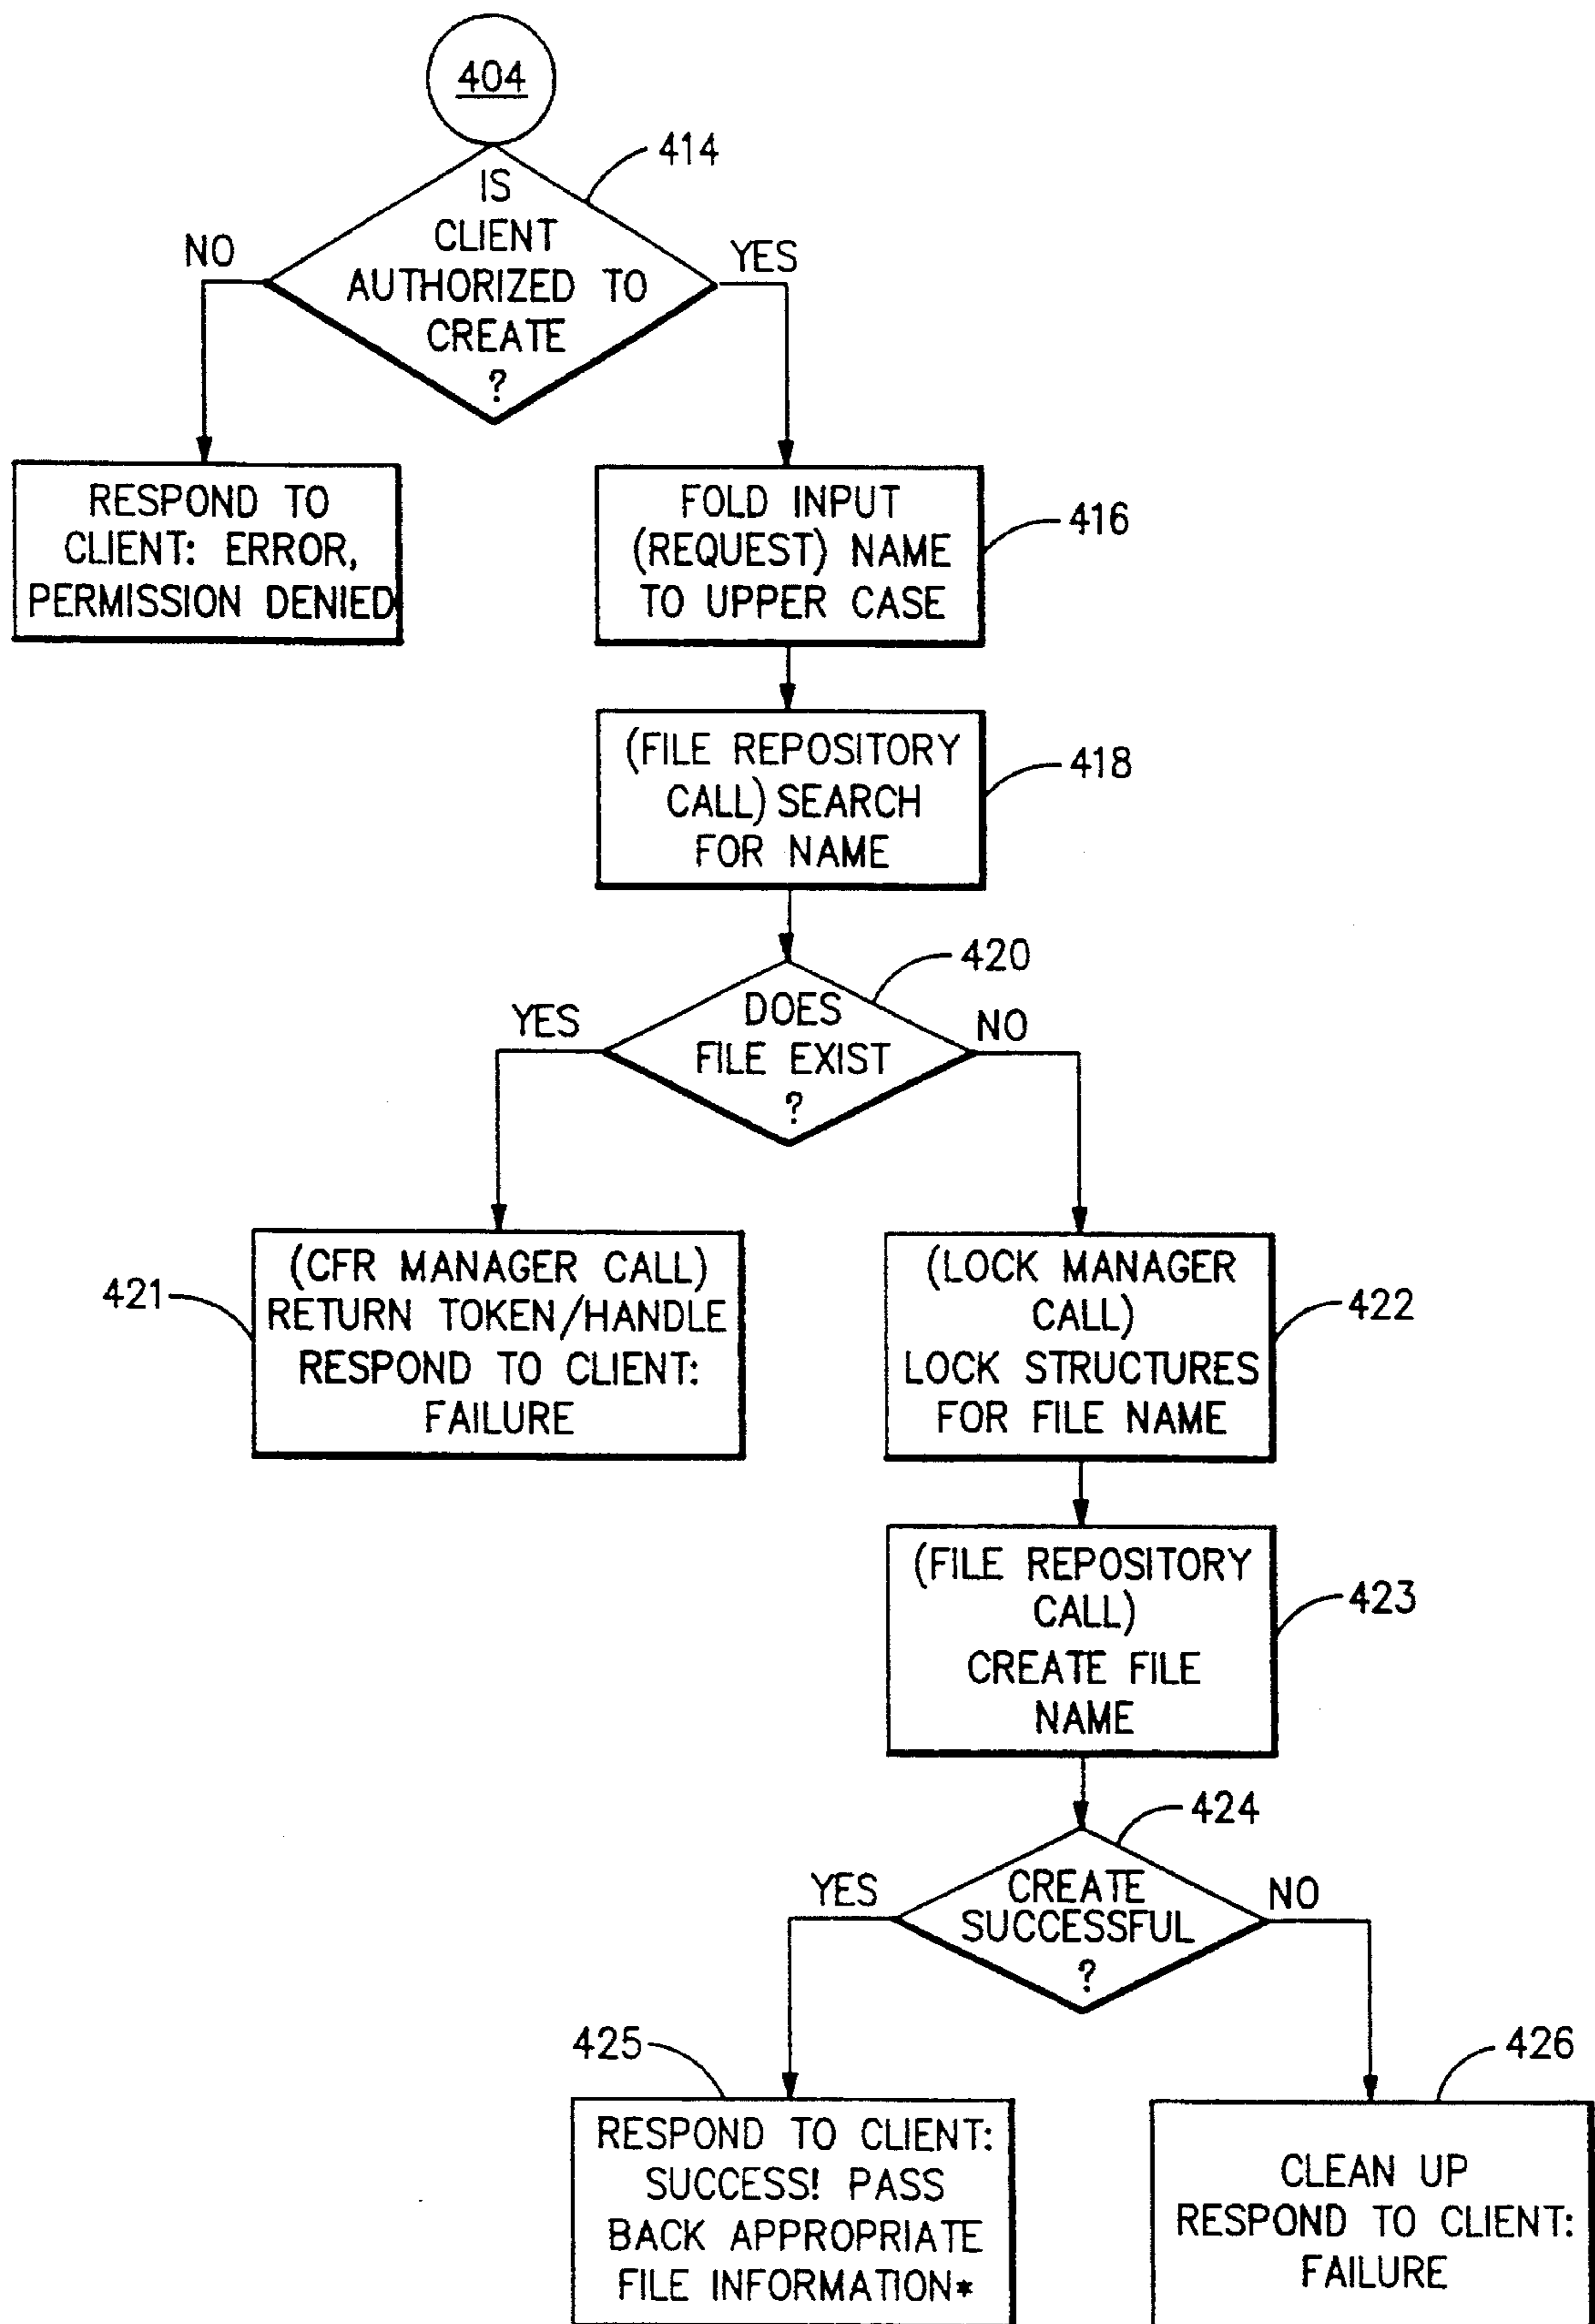 404
414
IS
CLIENT
AUTHORIZED TO
CREATE
?
NO
YES
RESPOND TO
CLIENT: ERROR,
PERMISSION DENIED
FOLD INPUT
(REQUEST) NAME
TO UPPER CASE
416
(FILE REPOSITORY
CALL) SEARCH
FOR NAME
418
420
DOES
FILE EXIST
?
YES
NO
421
(CFR MANAGER CALL)
RETURN TOKEN/HANDLE
RESPOND TO CLIENT:
FAILURE
(LOCK MANAGER
CALL)
LOCK STRUCTURES
FOR FILE NAME
422
(FILE REPOSITORY
CALL)
CREATE FILE
NAME
423
424
CREATE
SUCCESSFUL
?
YES
NO
425
RESPOND TO CLIENT:
SUCCESS! PASS
BACK APPROPRIATE
FILE INFORMATION*
426
CLEAN UP
RESPOND TO CLIENT:
FAILURE